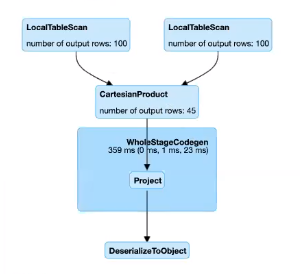 LocalTableScan
number of output rows: 100
LocalTableScan
number of output rows: 100
CartesianProduct
number of output rows: 45
WholeStageCodegen
359 ms (0 ms, 1 ms, 23 ms)
Project
DeserializeToObject